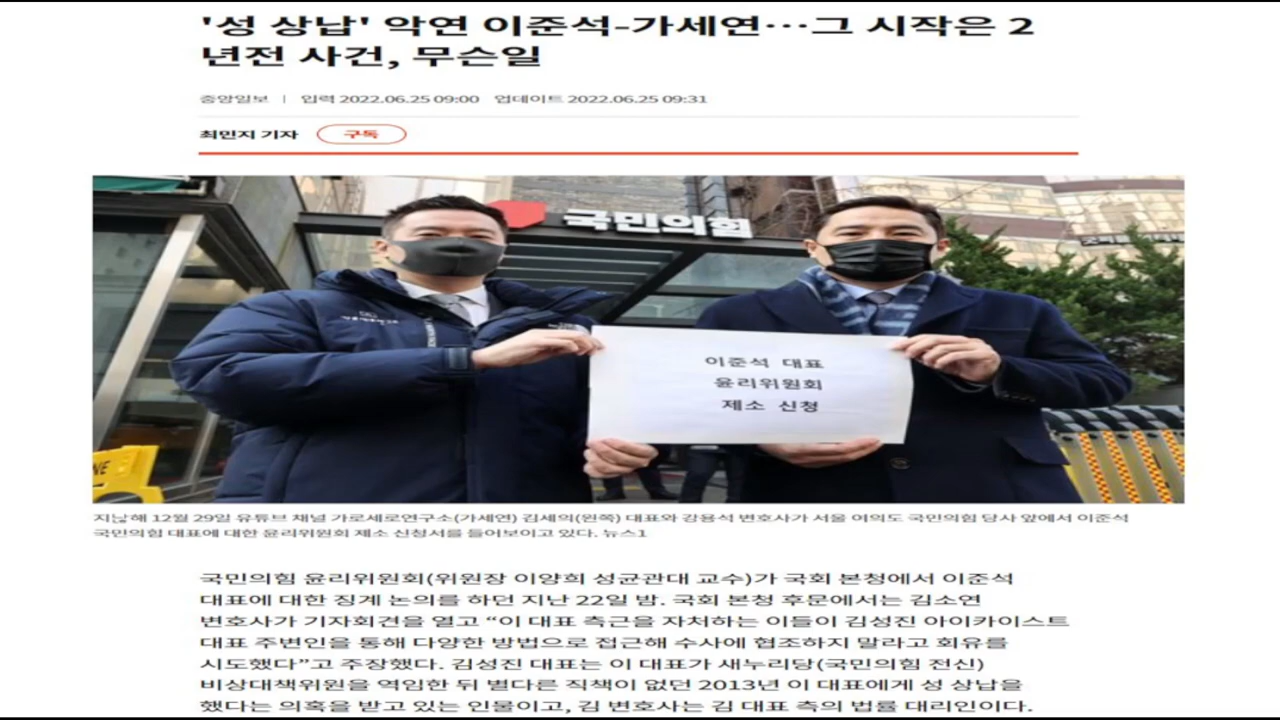 '성 상납' 악연 이준석-가세연…그 시작은 2
년전 사건, 무슨일
중앙일보 | 입력 2022.06.25 09:00 업데이트 2022.06.25 09:31
최민지 기자 구독
국민의힘
이준석 대표
윤리위원회
제소 신청
지난해 12월 29일 유튜브 채널 가로세로연구소(가세연) 김세의(왼쪽) 대표와 강용석 변호사가 서울 여의도 국민의힘 당사 앞에서 이준석
국민의힘 대표에 대한 윤리위원회 제소 신청서를 들어보이고 있다. 뉴스1
국민의힘 윤리위원회(위원장 이양희 성균관대 교수)가 국회 본청에서 이준석
대표에 대한 징계 논의를 하던 지난 22일 밤. 국회 본청 후문에서는 김소연
변호사가 기자회견을 열고 “이 대표 측근을 자처하는 이들이 김성진 아이카이스트
대표 주변인을 통해 다양한 방법으로 접근해 수사에 협조하지 말라고 회유를
시도했다”고 주장했다. 김성진 대표는 이 대표가 새누리당(국민의힘 전신)
비상대책위원을 역임한 뒤 별다른 직책이 없던 2013년 이 대표에게 성 상납을
했다는 의혹을 받고 있는 인물이고, 김 변호사는 김 대표 측의 법률 대리인이다.